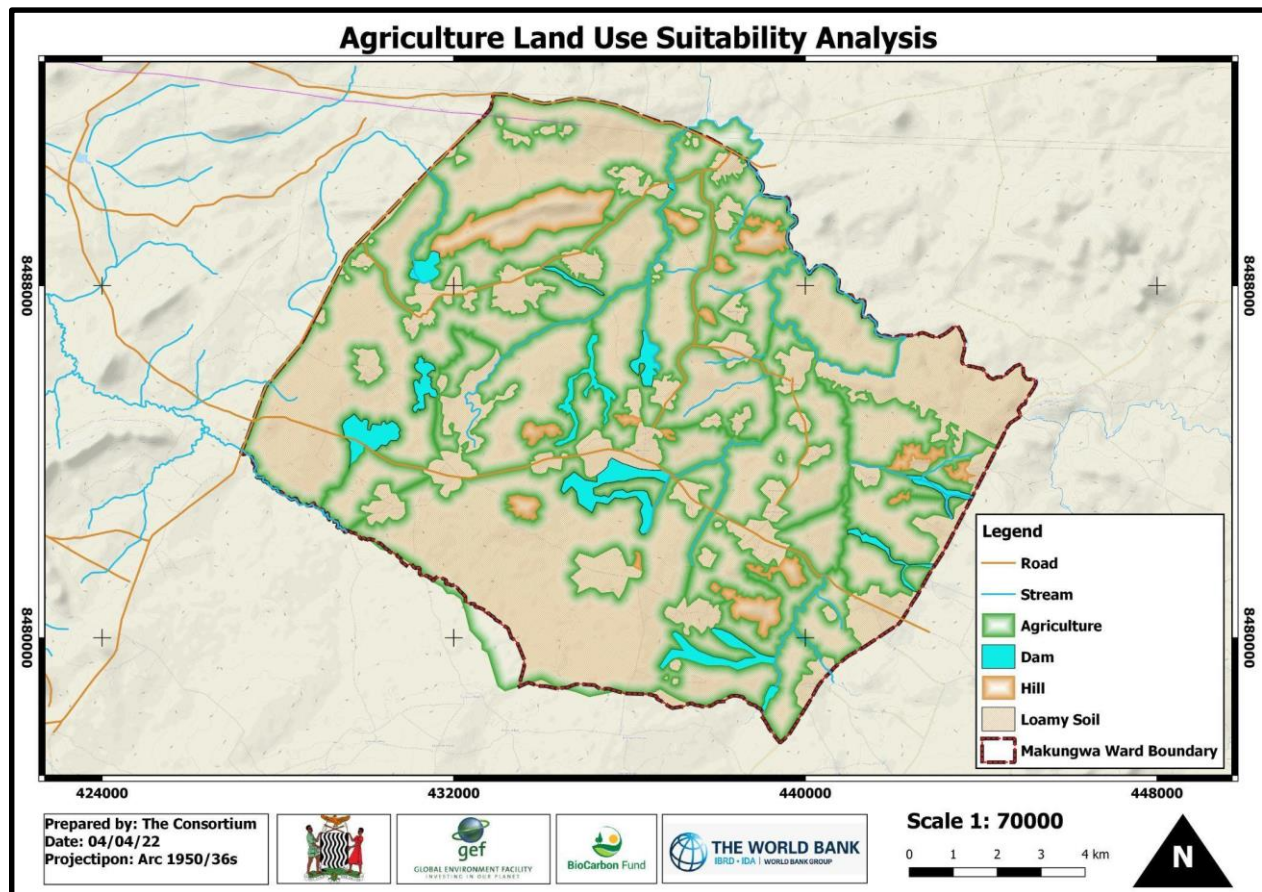 Agriculture Land Use Suitability Analysis
8488000
8488000
8480000
8480000
Legend
Road
Stream
Agriculture
Dam
Hill
Loamy Soil
Makungwa Ward Boundary
424000
432000
440000
448000
Prepared by: The Consortium
Date: 04/04/22
Projectipon: Arc 1950/36s
gef
GLOBAL ENVIRONMENT FACILITY
INVESTING IN OUR PLANET
BioCarbon Fund
THE WORLD BANK
IBRD • IDA | WORLD BANK GROUP
Scale 1: 70000
0 1 2 3 4 km
N